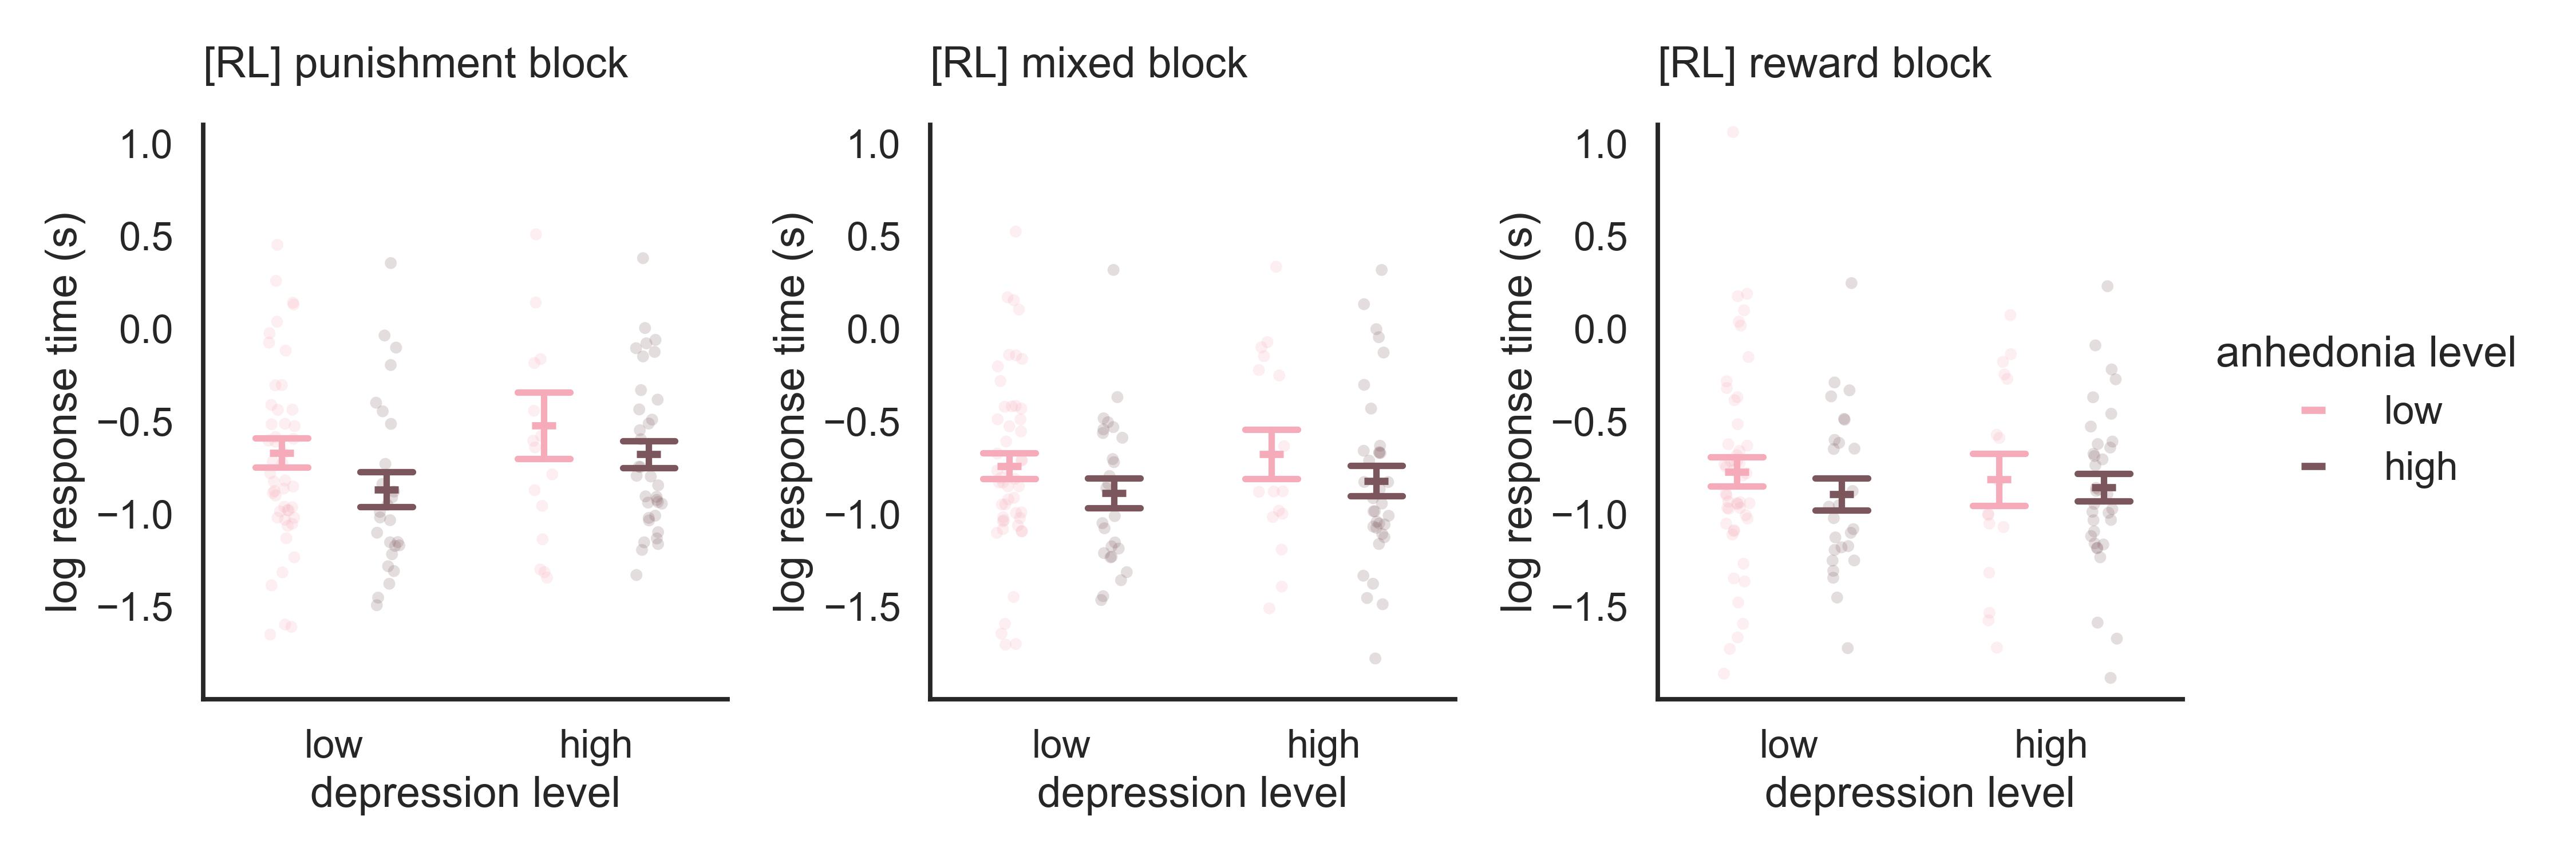 [RL] punishment block
log response time (s)
1.0
0.5
0.0
−0.5
−1.0
−1.5
low
high
depression level
[RL] mixed block
log response time (s)
1.0
0.5
0.0
−0.5
−1.0
−1.5
low
high
depression level
[RL] reward block
log response time (s)
1.0
0.5
0.0
−0.5
−1.0
−1.5
low
high
depression level
anhedonia level
low
high